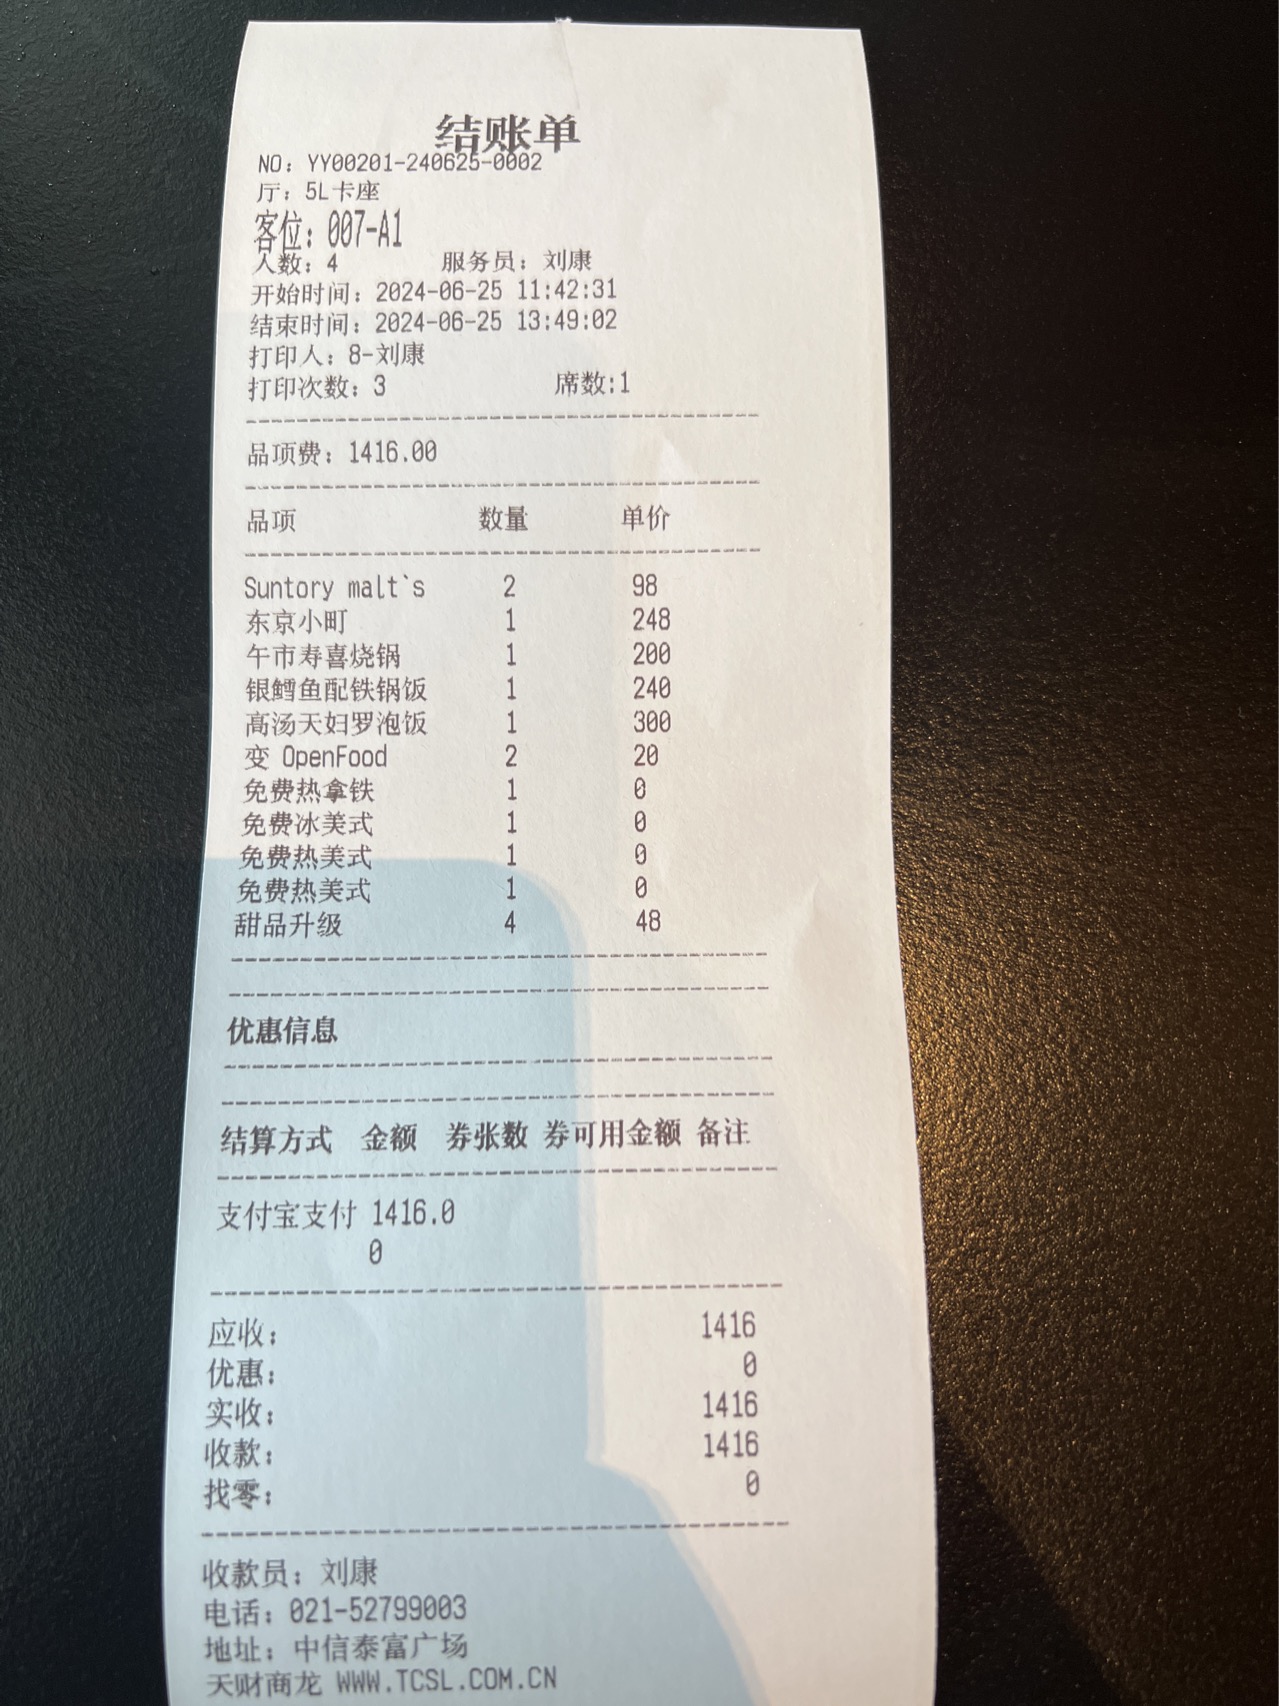 结账单
NO：YY00201-240625-0002
厅：5L卡座
客位：007-A1
人数：4 服务员：刘康
开始时间：2024-06-25 11:42:31
结束时间：2024-06-25 13:49:02
打印人：8-刘康
打印次数：3 席数:1
品项费：1416.00
品项 数量 单价
Suntory malt`s 2 98
东京小町 1 248
午市寿喜烧锅 1 200
银鳕鱼配铁锅饭 1 240
高汤天妇罗泡饭 1 300
变 OpenFood 2 20
免费热拿铁 1 0
免费冰美式 1 0
免费热美式 1 0
免费热美式 1 0
甜品升级 4 48
优惠信息
结算方式 金额 券张数 券可用金额 备注
支付宝支付 1416.0
0
应收： 1416
优惠： 0
实收： 1416
收款： 1416
找零： 0
收款员：刘康
电话：021-52799003
地址：中信泰富广场
天财商龙 WWW.TCSL.COM.CN